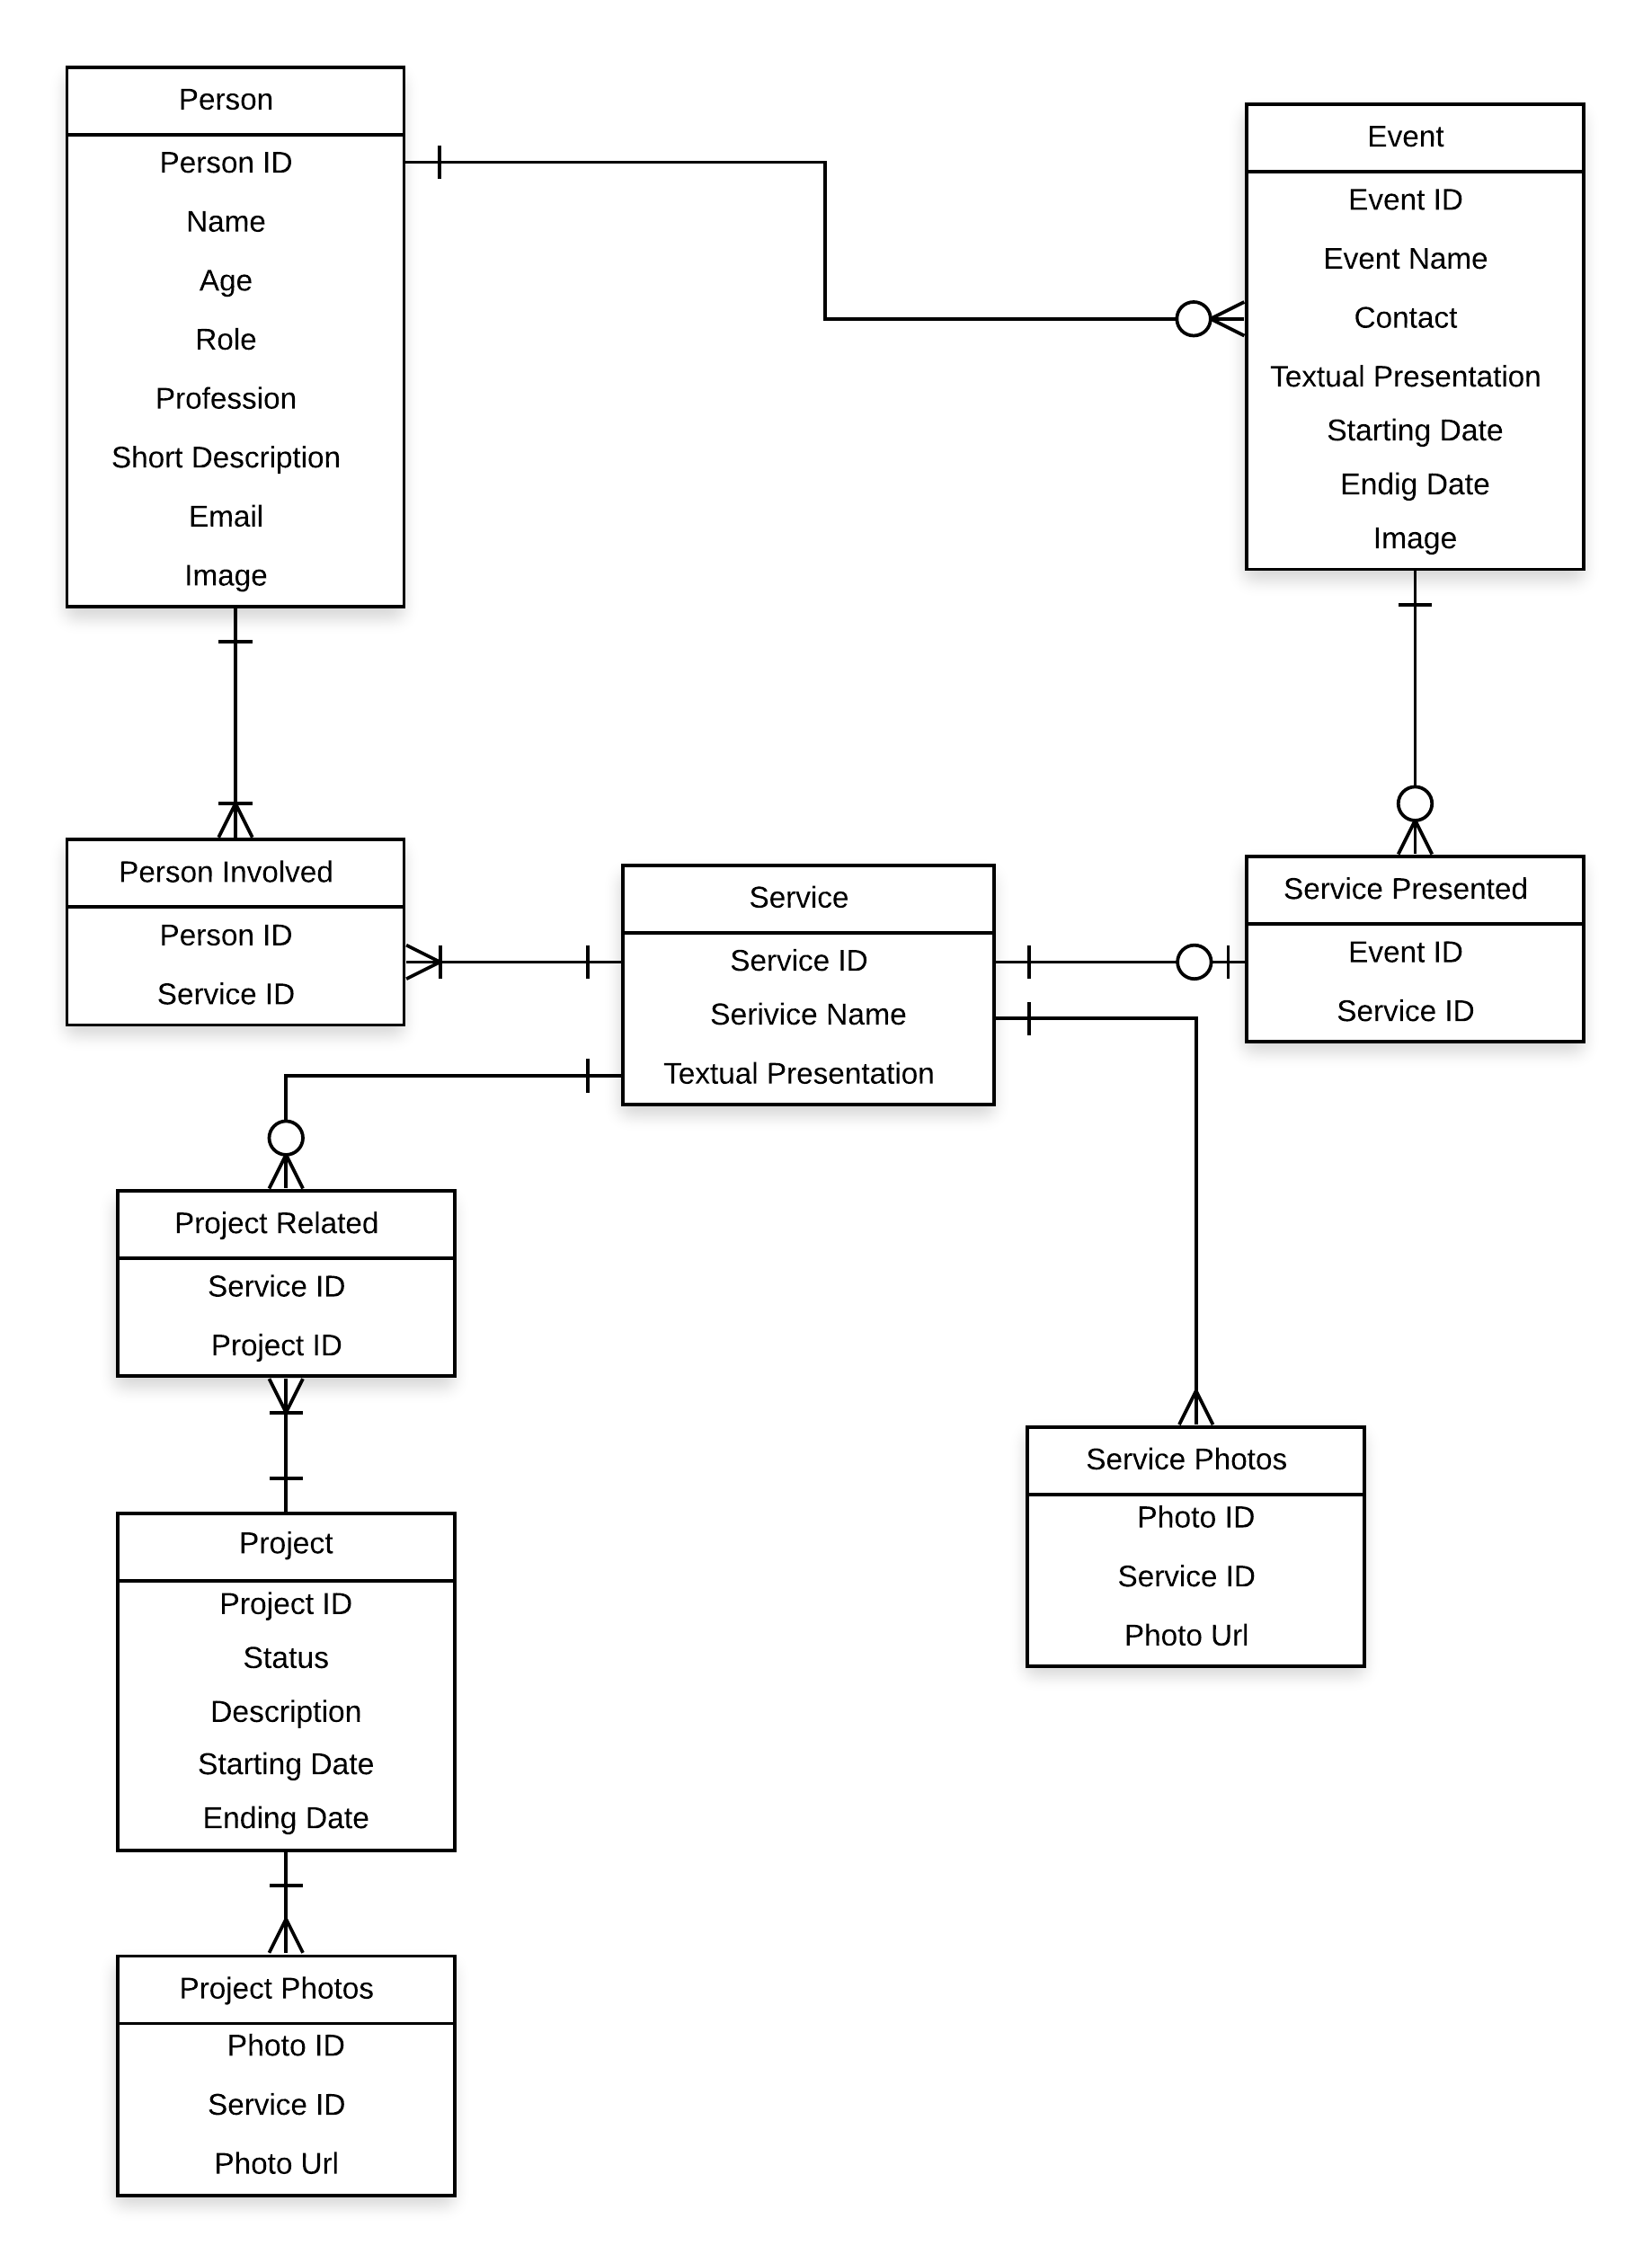 Person
Person ID
Name
Age
Role
Profession
Short Description
Email
Image
Event
Event ID
Event Name
Contact
Textual Presentation
Starting Date
Endig Date
Image
Person Involved
Person ID
Service ID
Service
Service ID
Serivice Name
Textual Presentation
Service Presented
Event ID
Service ID
Project Related
Service ID
Project ID
Project
Project ID
Status
Description
Starting Date
Ending Date
Service Photos
Photo ID
Service ID
Photo Url
Project Photos
Photo ID
Service ID
Photo Url